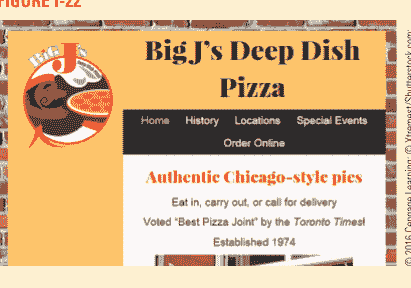 FIGURE 1-22
BIG J's
Big J's Deep Dish
Pizza
Home History Locations Special Events
Order Online
Authentic Chicago-style pies
Eat in, carry out, or call for delivery
Voted “Best Pizza Joint” by the Toronto Times!
Established 1974
© 2016 Cengage Learning; © Xtremest/Shutterstock.com;